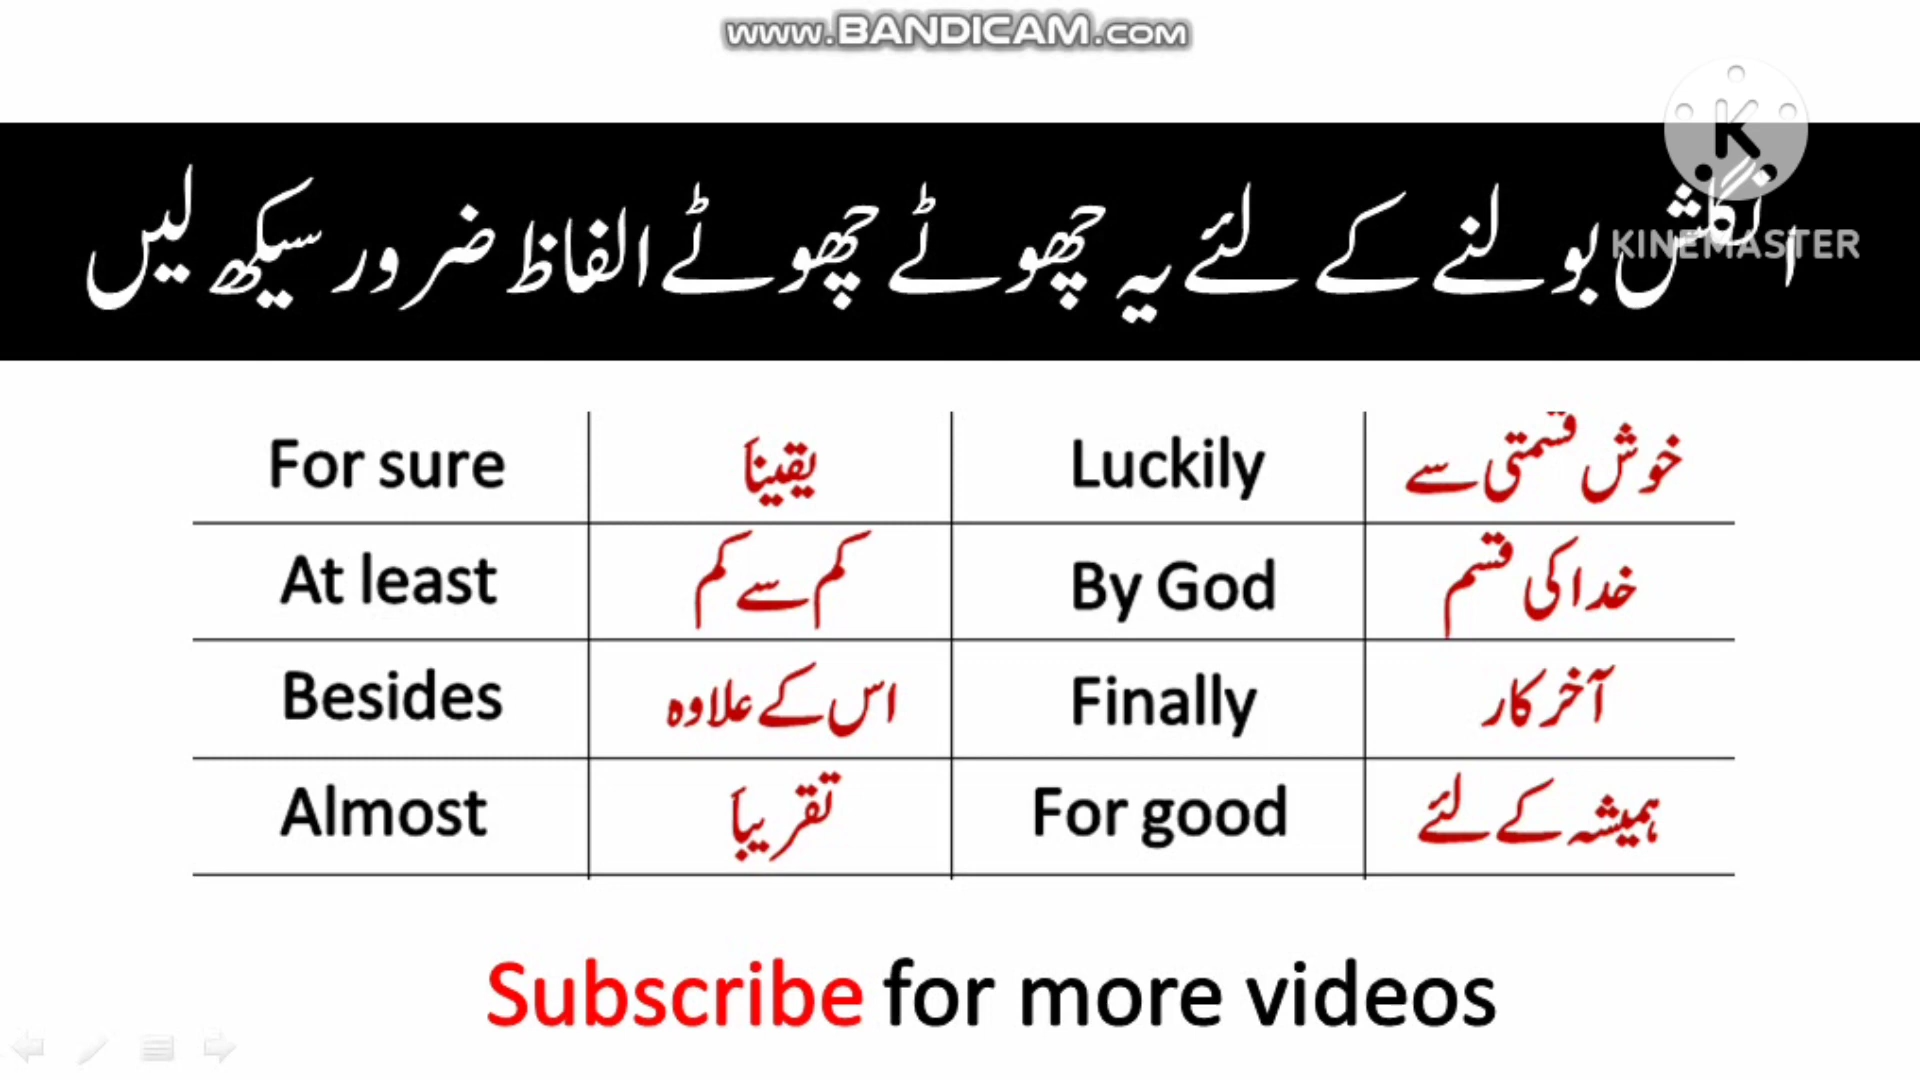 www.BANDICAM.com
انگلش بولنے کے لئے یہ چھوٹے چھوٹے الفاظ ضرور سیکھ لیں
KINEMASTER
For sure یقیناَ Luckily خوش قسمتی سے
At least کم سے کم By God خدا کی قسم
Besides اس کے علاوہ Finally آخر کار
Almost تقریباَ For good ہمیشہ کے لئے
Subscribe for more videos